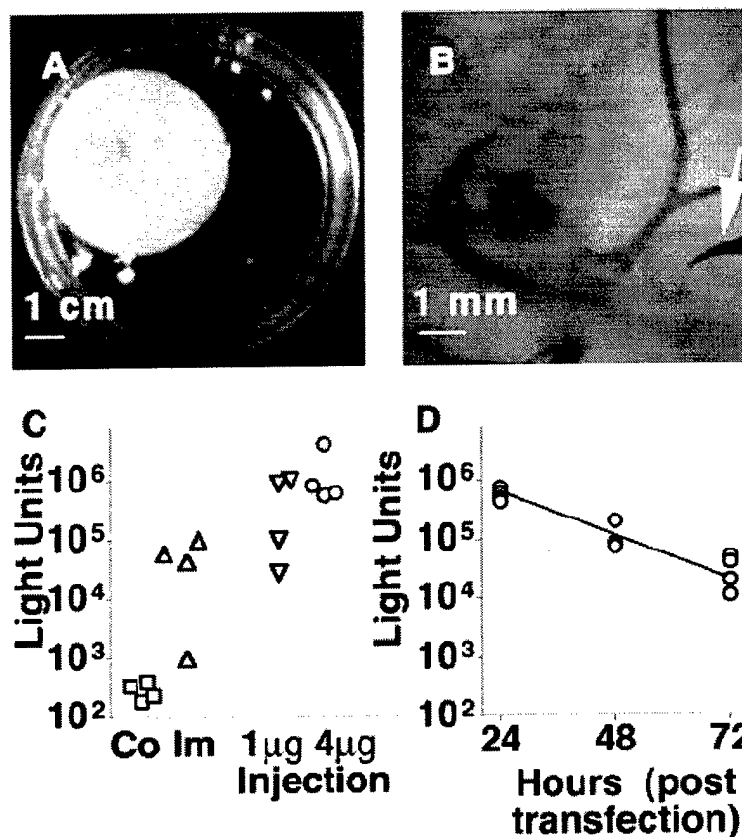 A
B
1 cm
1 mm
C
D
Light Units
10⁶
10⁵
10⁴
10³
10²
Co Im 1µg 4µg
Injection
Light Units
10⁶
10⁵
10⁴
10³
10²
24 48 72
Hours (post
transfection)